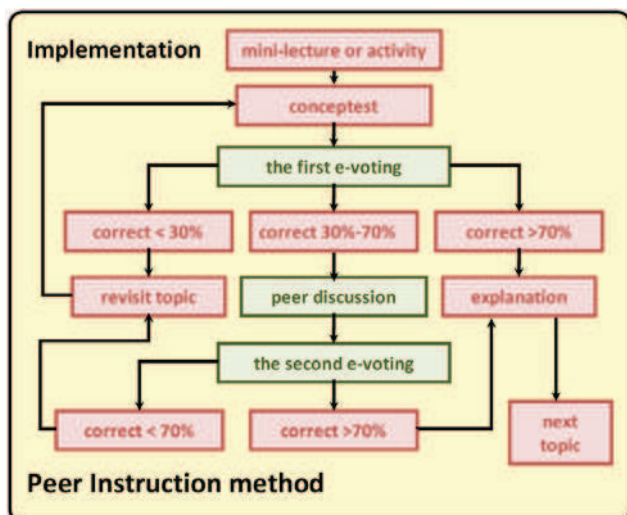 Implementation
mini-lecture or activity
conceptest
the first e-voting
correct < 30%
correct 30%-70%
correct >70%
revisit topic
peer discussion
explanation
the second e-voting
correct < 70%
correct >70%
next
topic
Peer Instruction method